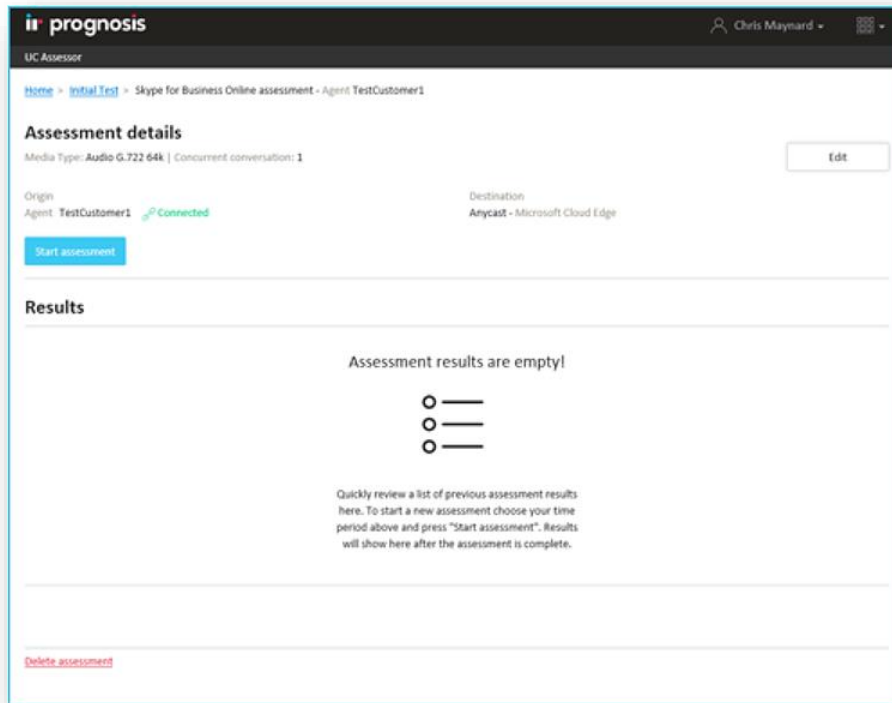 ir prognosis
Chris Maynard
UC Assessor
Home > Initial Test > Skype for Business Online assessment - Agent TestCustomer1
Assessment details
Media Type: Audio G.722 64k | Concurrent conversation: 1
Edit
Origin
Destination
Agent TestCustomer1 Connected
Anycast - Microsoft Cloud Edge
Start assessment
Results
Assessment results are empty!
Quickly review a list of previous assessment results
here. To start a new assessment choose your time
period above and press "Start assessment". Results
will show here after the assessment is complete.
Delete assessment